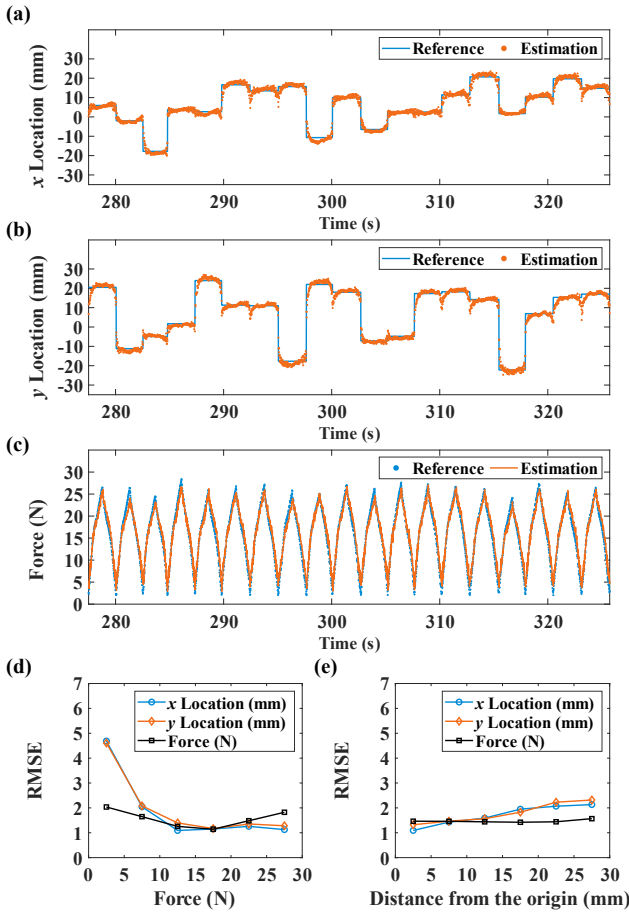 (a)
Reference Estimation
30
20
10
0
-10
-20
-30
x Location (mm)
280 290 300 310 320
Time (s)
(b)
Reference Estimation
30
20
10
0
-10
-20
-30
y Location (mm)
280 290 300 310 320
Time (s)
(c)
Reference Estimation
30
25
20
15
10
5
0
Force (N)
280 290 300 310 320
Time (s)
(d)
7
6
5
4
3
2
1
0
RMSE
x Location (mm)
y Location (mm)
Force (N)
0 5 10 15 20 25 30
Force (N)
(e)
7
6
5
4
3
2
1
0
RMSE
x Location (mm)
y Location (mm)
Force (N)
0 5 10 15 20 25 30
Distance from the origin (mm)